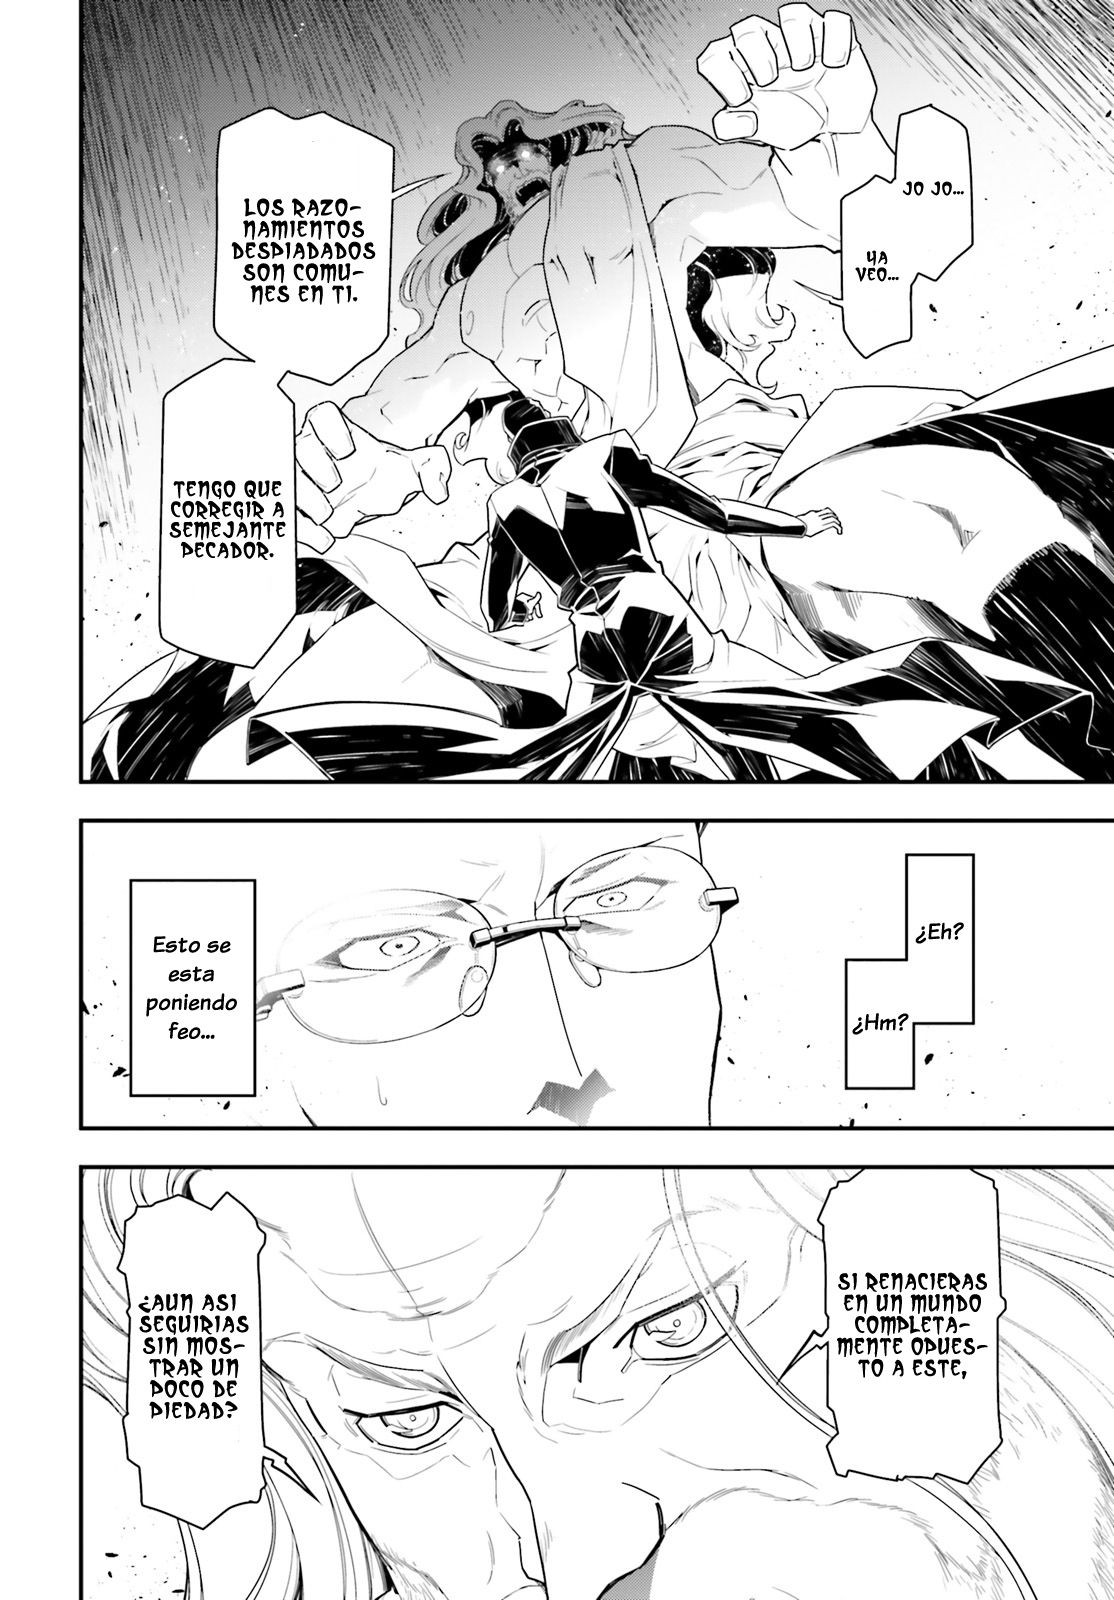 JO JO...
YA
VEO...
LOS RAZO-
NAMIENTOS
DESPIADADOS
SON COMU-
NES EN TI.
TENGO QUE
CORREGIR A
SEMEJANTE
PECADOR.
¿Eh?
¿Hm?
Esto se
esta
poniendo
feo...
SI RENACIERAS
EN UN MUNDO
COMPLETA-
MENTE OPUES-
TO A ESTE,
¿AUN ASI
SEGUIRIAS
SIN MOS-
TRAR UN
POCO DE
PIEDAD?